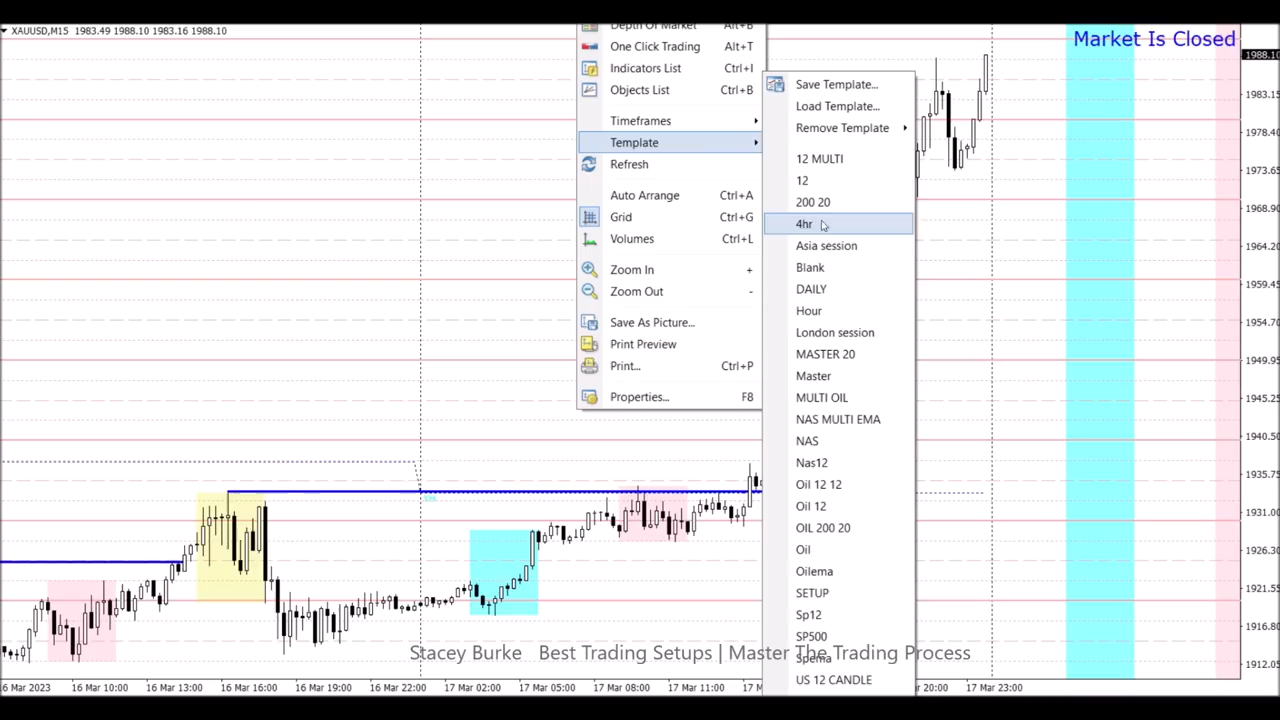 XAUUSD,M15 1983.49 1988.10 1983.16 1988.10
Market Is Closed
Depth Of Market Alt+B
One Click Trading Alt+T
Indicators List Ctrl+I
Objects List Ctrl+B
Timeframes
Template
Refresh
Auto Arrange Ctrl+A
Grid Ctrl+G
Volumes Ctrl+L
Zoom In +
Zoom Out -
Save As Picture...
Print Preview
Print... Ctrl+P
Properties... F8
Save Template...
Load Template...
Remove Template
12 MULTI
12
200 20
4hr
Asia session
Blank
DAILY
Hour
London session
MASTER 20
Master
MULTI OIL
NAS MULTI EMA
NAS
Nas12
Oil 12 12
Oil 12
OIL 200 20
Oil
Oilema
SETUP
Sp12
SP500
Spema
US 12 CANDLE
1988.10
1983.15
1978.40
1973.65
1968.90
1964.20
1959.45
1954.70
1949.95
1945.25
1940.50
1935.75
1931.00
1926.30
1921.55
1916.80
1912.05
Stacey Burke Best Trading Setups | Master The Trading Process
6 Mar 2023 16 Mar 10:00 16 Mar 13:00 16 Mar 16:00 16 Mar 19:00 16 Mar 22:00 17 Mar 02:00 17 Mar 05:00 17 Mar 08:00 17 Mar 11:00 17 M r 20:00 17 Mar 23:00